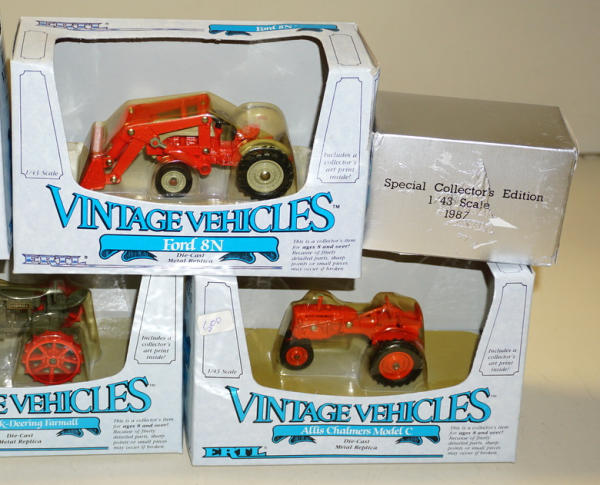 ERTL
Ford 8N
Includes a
collector's
art print
inside!
1/43 Scale
VINTAGE VEHICLES™
Ford 8N
Die-Cast
Metal Replica
ERTL
This is a collector's item
for ages 8 and over!
Because of finely
detailed parts, sharp
points or small pieces
may occur if broken.
Special Collector's Edition
1/43 Scale
1987
Includes a
collector's
art print
inside!
E VEHICLES™
k-Deering Farmall
Die-Cast
Metal Replica
This is a collector's item
for ages 8 and over!
Because of finely
detailed parts, sharp
points or small pieces
may occur if broken.
Includes a
collector's
art print
inside!
1/43 Scale
VINTAGE VEHICLES™
Allis Chalmers Model C
Die-Cast
Metal Replica
ERTL
This is a collector's item
for ages 8 and over!
Because of finely
detailed parts, sharp
points or small pieces
may occur if broken.